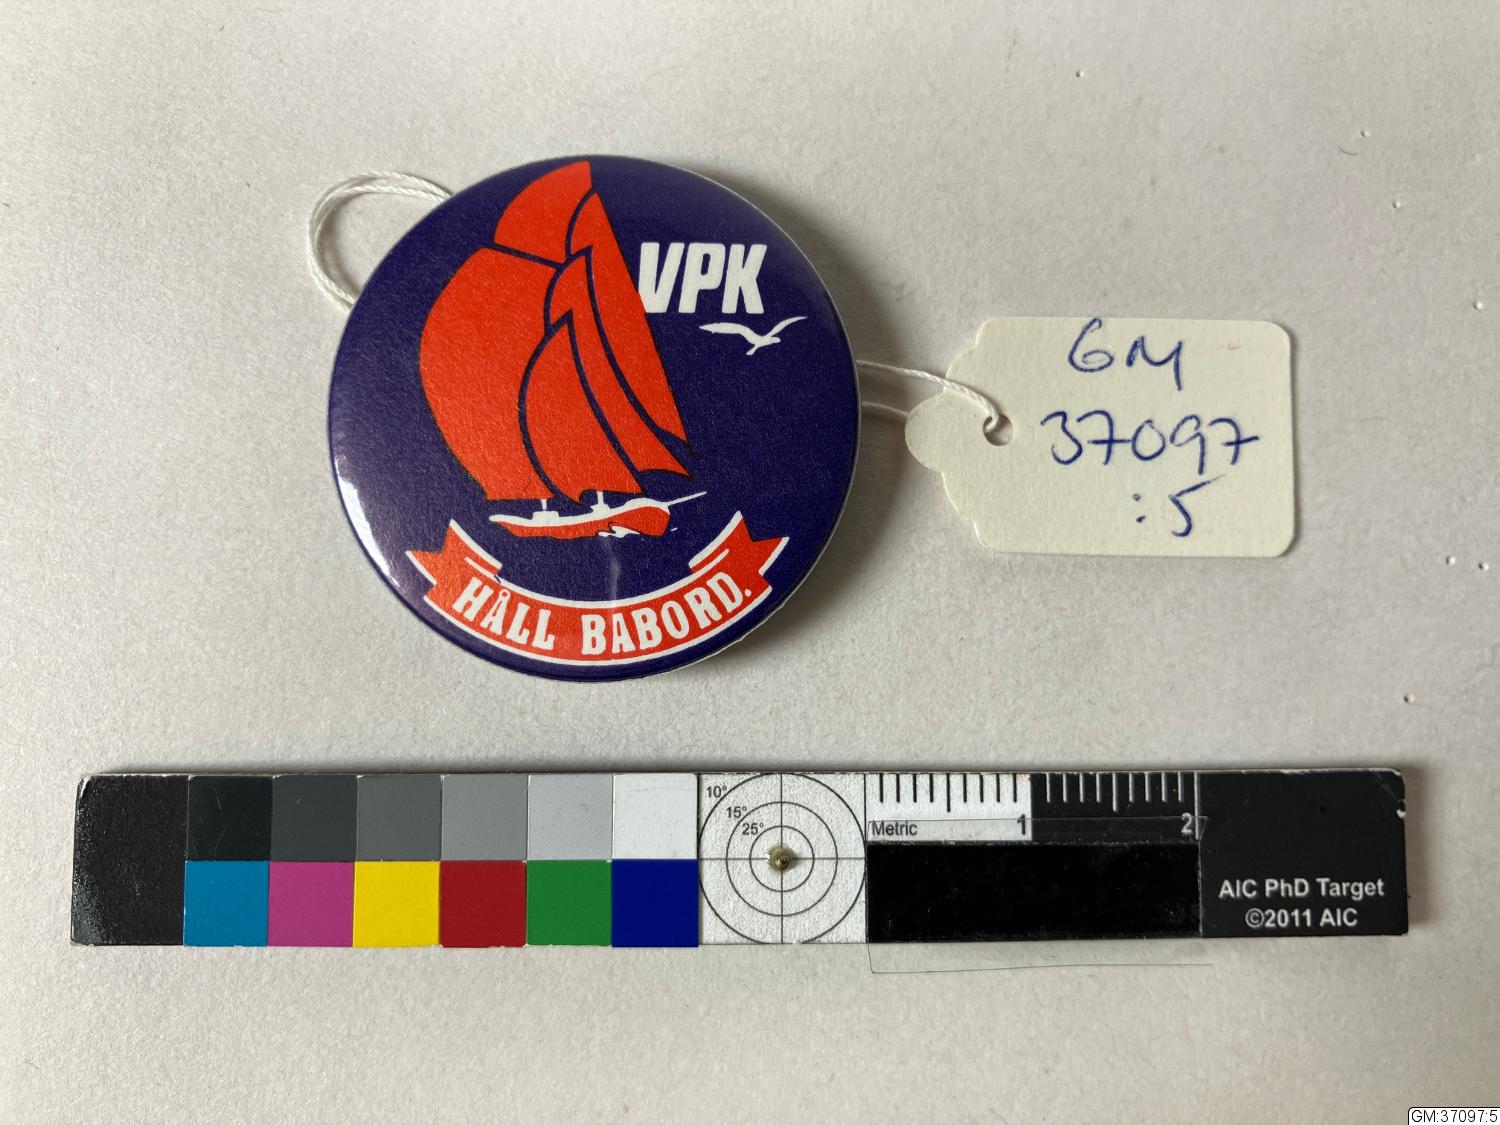 VPK
HÅLL BABORD.
GM
37097
:5
10°
15°
25°
Metric
1
2
AIC PhD Target
©2011 AIC
GM:37097:5